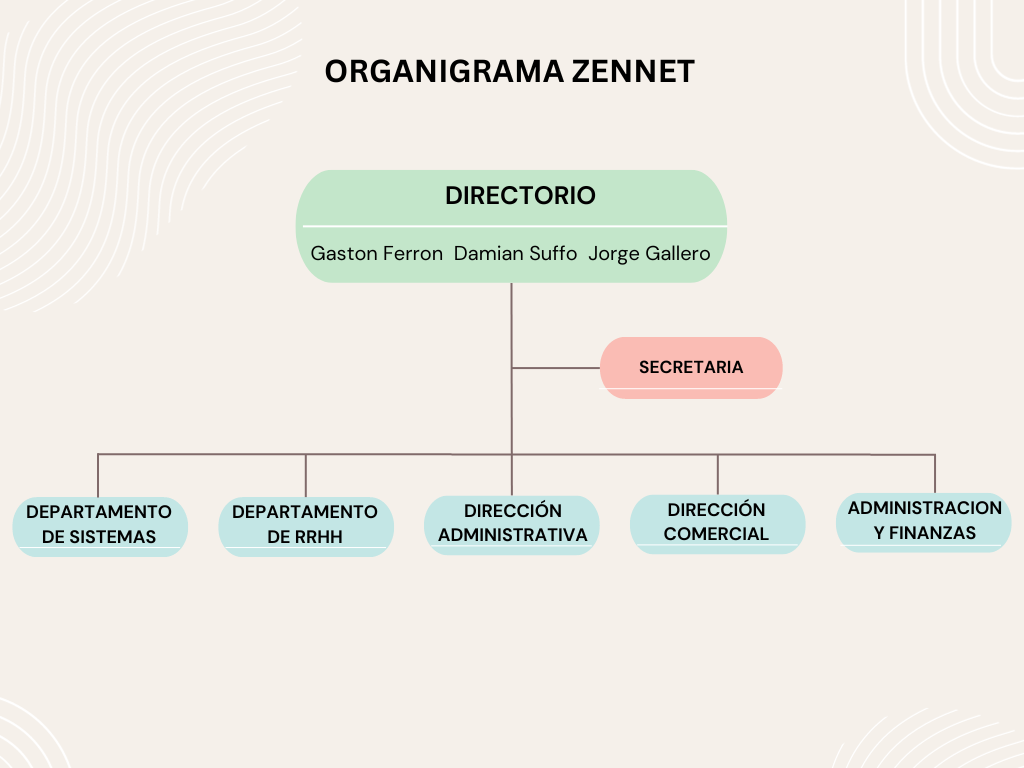 ORGANIGRAMA ZENNET
DIRECTORIO
Gaston Ferron Damian Suffo Jorge Gallero
SECRETARIA
DEPARTAMENTO
DE SISTEMAS
DEPARTAMENTO
DE RRHH
DIRECCIÓN
ADMINISTRATIVA
DIRECCIÓN
COMERCIAL
ADMINISTRACION
Y FINANZAS